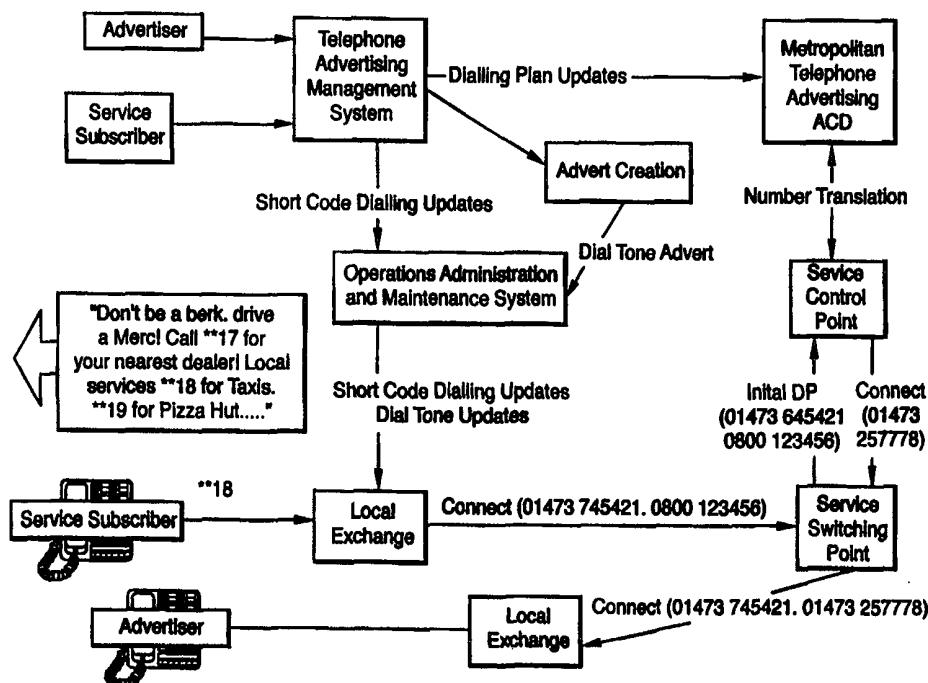 Advertiser
Telephone
Advertising
Management
System
Dialling Plan Updates
Metropolitan
Telephone
Advertising
ACD
Service
Subscriber
Advert Creation
Short Code Dialling Updates
Number Translation
Dial Tone Advert
Operations Administration
and Maintenance System
Sevice
Control
Point
"Don't be a berk. drive
a Merc! Call **17 for
your nearest dealer! Local
services **18 for Taxis.
**19 for Pizza Hut....."
Short Code Dialling Updates
Dial Tone Updates
Inital DP
(01473 645421
0800 123456)
Connect
(01473
257778)
**18
Service Subscriber
Local
Exchange
Connect (01473 745421. 0800 123456)
Service
Switching
Point
Advertiser
Local
Exchange
Connect (01473 745421. 01473 257778)